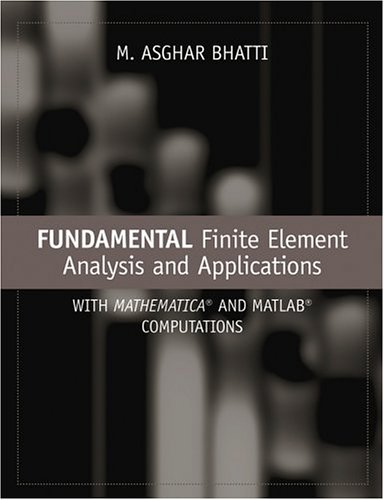 M. ASGHAR BHATTI
FUNDAMENTAL Finite Element
Analysis and Applications
WITH MATHEMATICA® AND MATLAB®
COMPUTATIONS